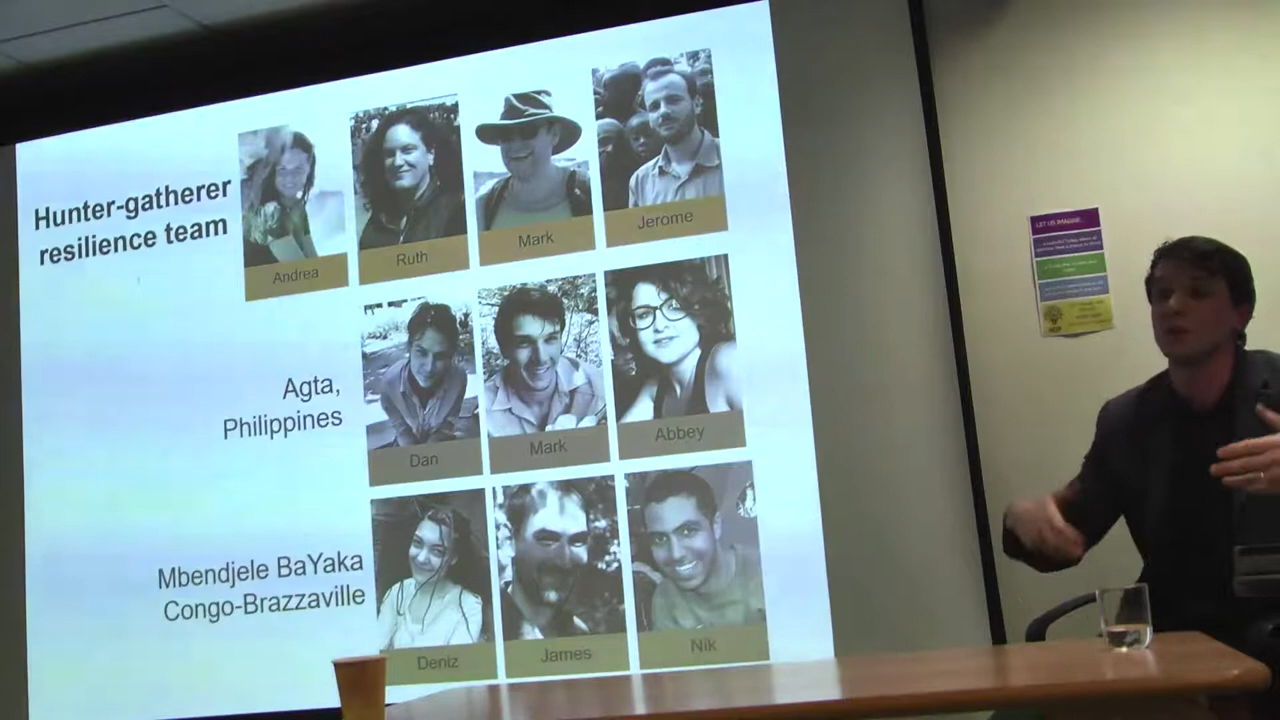 Hunter-gatherer
resilience team
Andrea
Ruth
Mark
Jerome
Agta,
Philippines
Dan
Mark
Abbey
Mbendjele BaYaka
Congo-Brazzaville
Deniz
James
Nik
LET US IMAGINE...